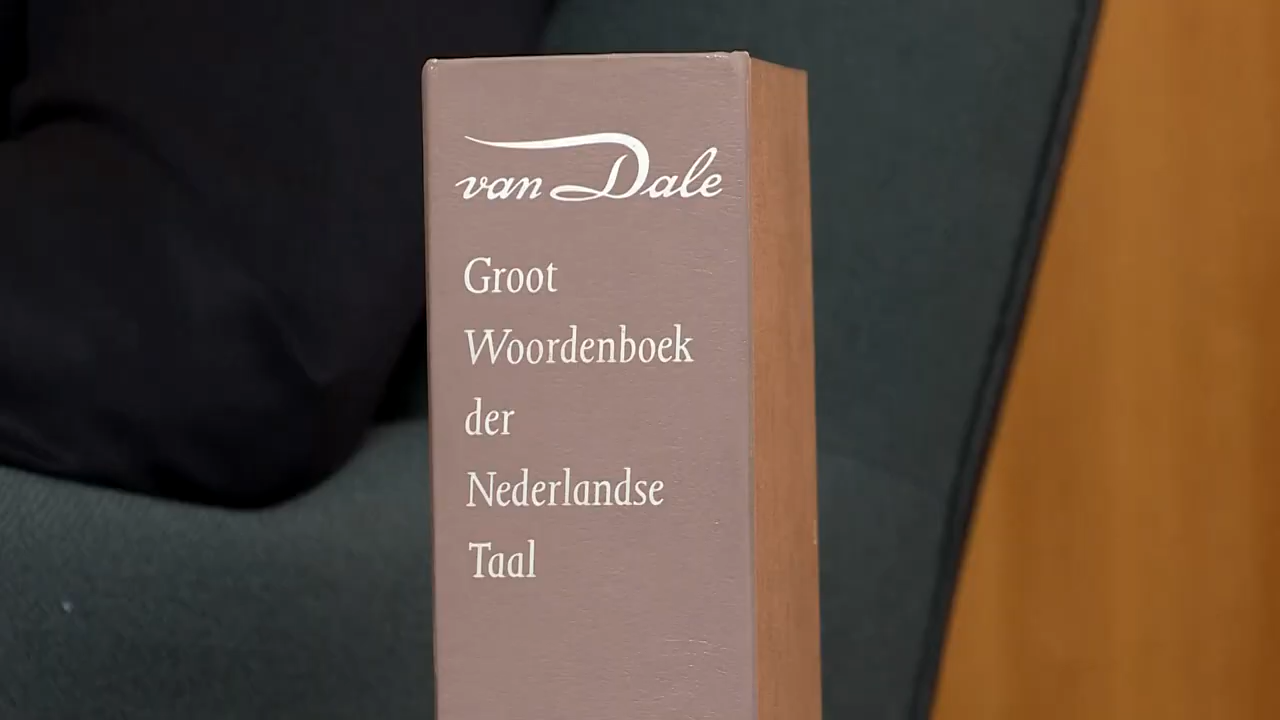 van Dale
Groot
Woordenboek
der
Nederlandse
Taal